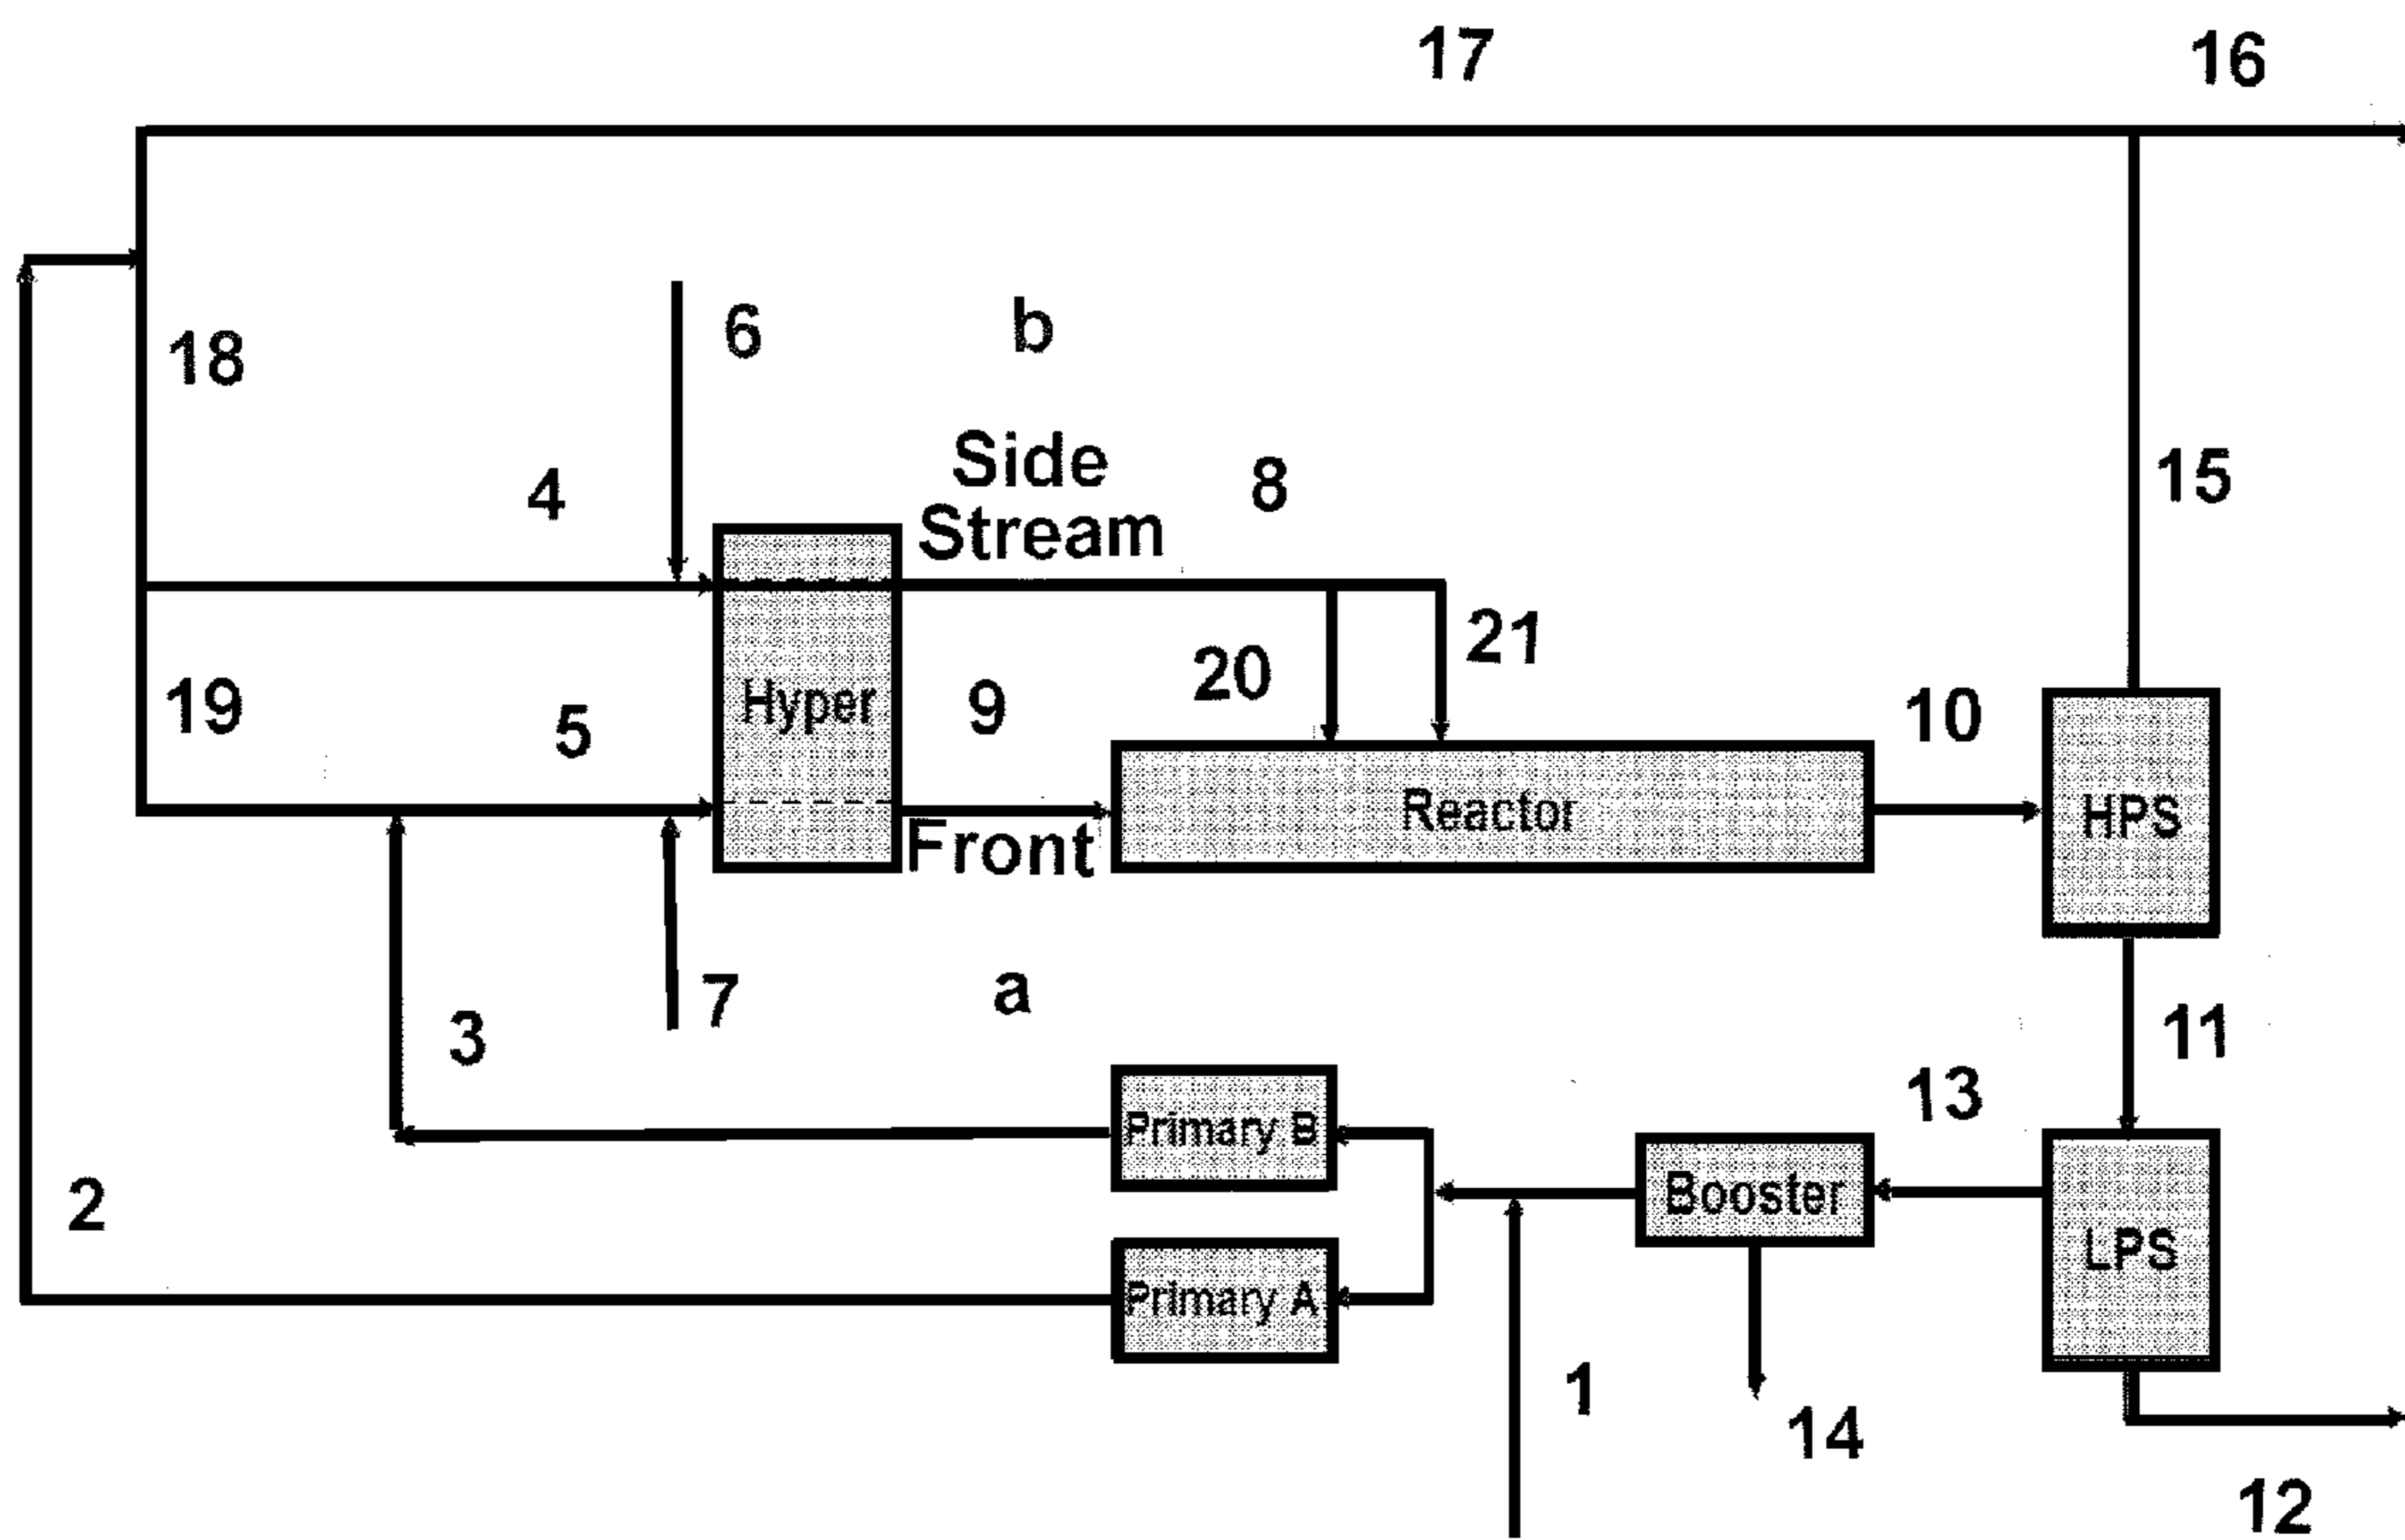 17
16
18
6
b
Side
Stream
4
8
15
19
5
Hyper
9
20
21
10
Reactor
HPS
Front
3
7
a
11
13
Primary B
Booster
2
LPS
Primary A
1
14
12